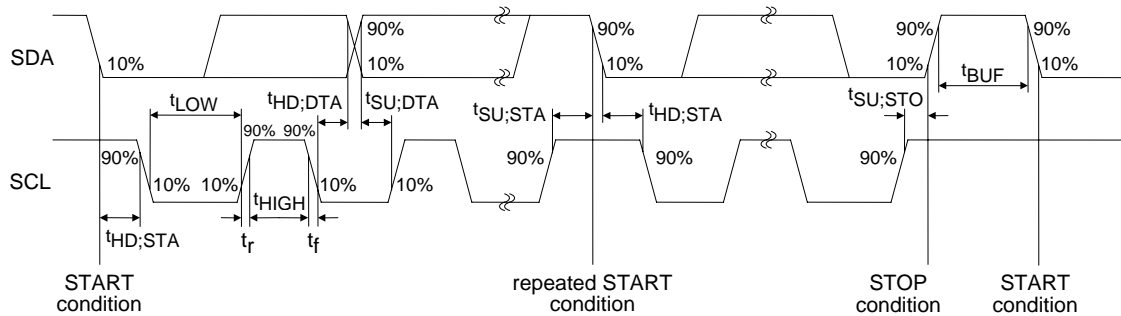 90% 90% 90% 90% 90%
SDA
10% 10% 10% 10% 10%
tLOW tHD;DTA tSU;DTA tSU;STA tHD;STA tSU;STO tBUF
90% 90% 90% 90% 90% 90%
SCL
10% 10% 10% 10%
tHD;STA tr tHIGH tf
START condition
repeated START condition
STOP condition
START condition